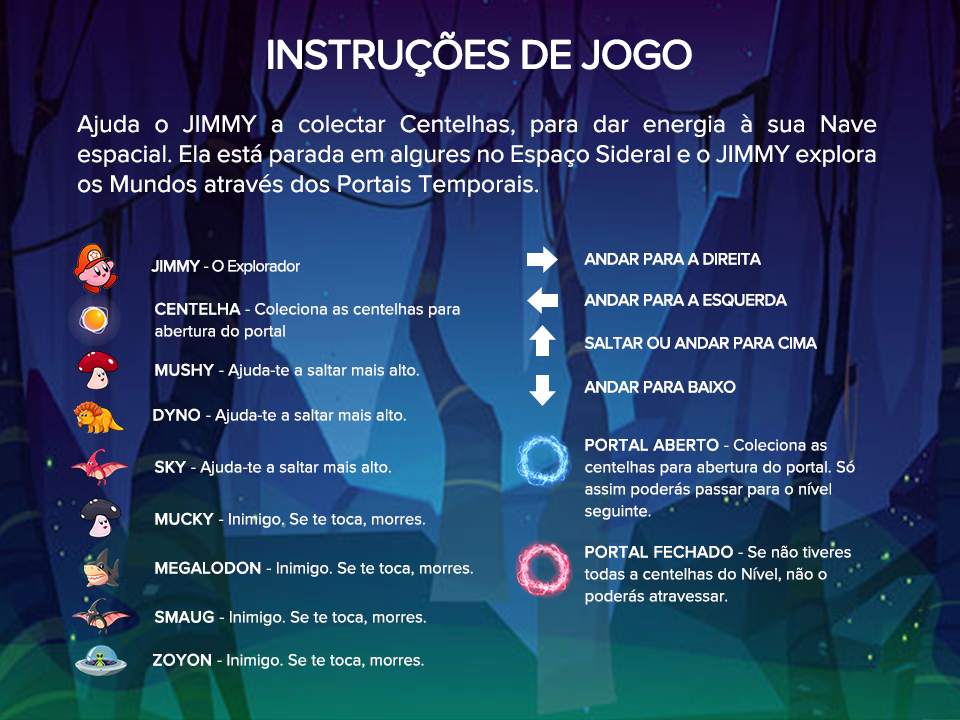 INSTRUÇÕES DE JOGO
Ajuda o JIMMY a colectar Centelhas, para dar energia à sua Nave
espacial. Ela está parada em algures no Espaço Sideral e o JIMMY explora
os Mundos através dos Portais Temporais.
JIMMY - O Explorador
CENTELHA - Coleciona as centelhas para
abertura do portal
MUSHY - Ajuda-te a saltar mais alto.
DYNO - Ajuda-te a saltar mais alto.
SKY - Ajuda-te a saltar mais alto.
MUCKY - Inimigo. Se te toca, morres.
MEGALODON - Inimigo. Se te toca, morres.
SMAUG - Inimigo. Se te toca, morres.
ZOYON - Inimigo. Se te toca, morres.
ANDAR PARA A DIREITA
ANDAR PARA A ESQUERDA
SALTAR OU ANDAR PARA CIMA
ANDAR PARA BAIXO
PORTAL ABERTO - Coleciona as
centelhas para abertura do portal. Só
assim poderás passar para o nível
seguinte.
PORTAL FECHADO - Se não tiveres
todas a centelhas do Nível, não o
poderás atravessar.